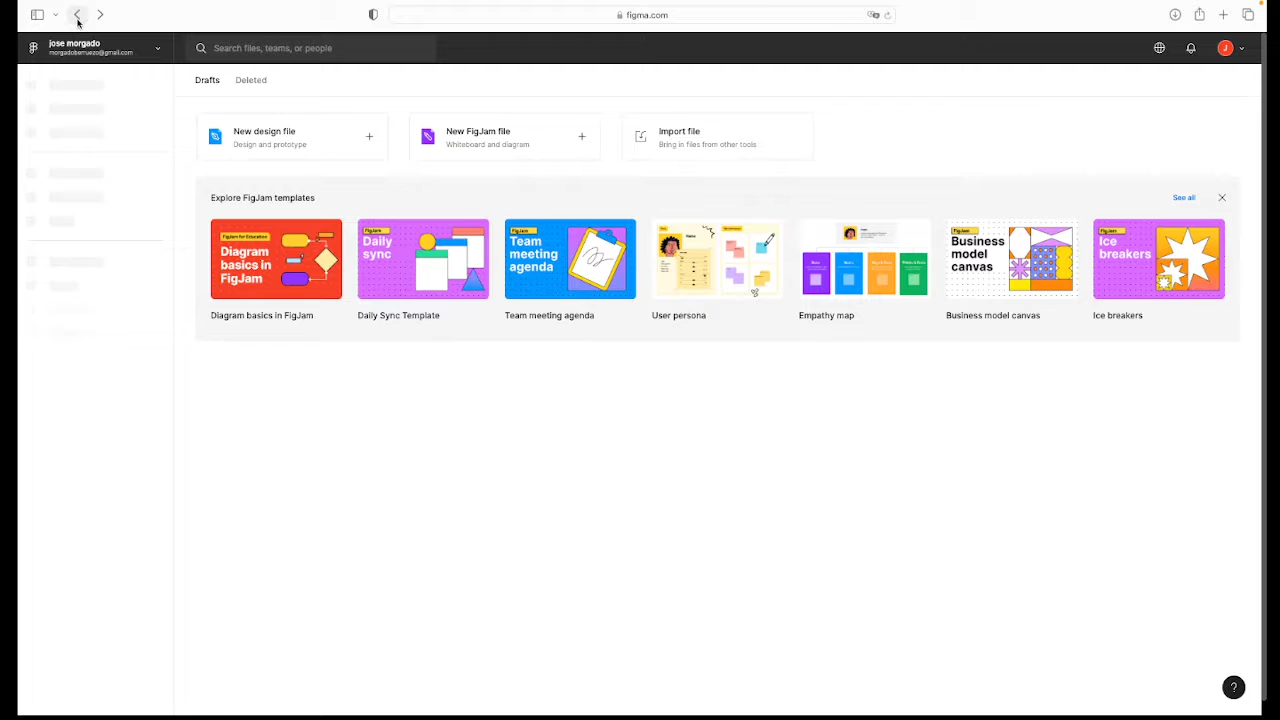 figma.com
jose morgado
morgadoberruezo@gmail.com
Search files, teams, or people
J
Drafts
Deleted
New design file
Design and prototype
New FigJam file
Whiteboard and diagram
Import file
Bring in files from other tools
Explore FigJam templates
See all
FigJam for Education
Diagram
basics in
FigJam
FigJam
Daily
sync
FigJam
Team
meeting
agenda
FigJam
Business
model
canvas
FigJam
Ice
breakers
Diagram basics in FigJam
Daily Sync Template
Team meeting agenda
User persona
Empathy map
Business model canvas
Ice breakers
?